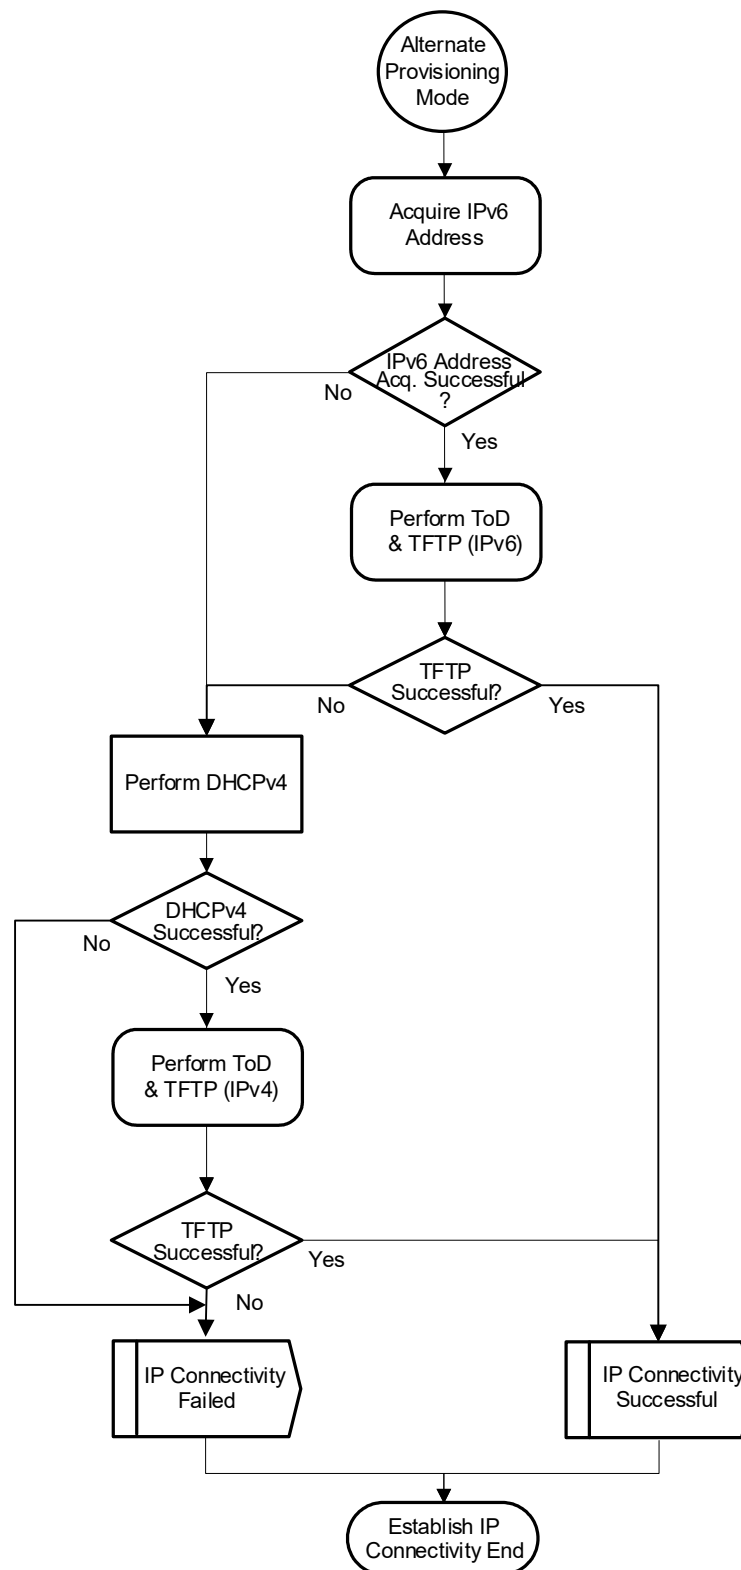 Alternate
Provisioning
Mode
Acquire IPv6
Address
IPv6 Address
Acq. Successful
?
No
Yes
Perform ToD
& TFTP (IPv6)
TFTP
Successful?
No
Yes
Perform DHCPv4
DHCPv4
Successful?
No
Yes
Perform ToD
& TFTP (IPv4)
TFTP
Successful?
Yes
No
IP Connectivity
Failed
IP Connectivity
Successful
Establish IP
Connectivity End